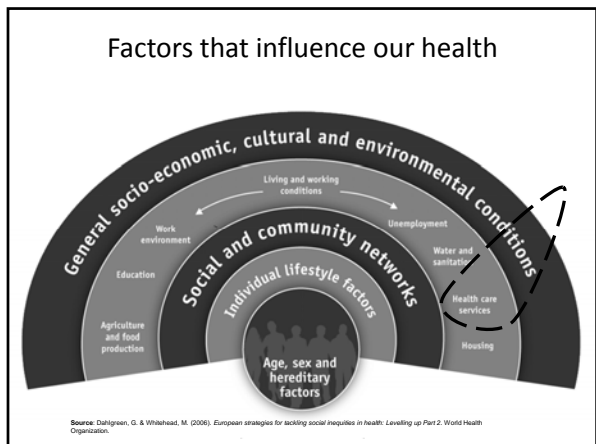 Factors that influence our health
General socio-economic, cultural and environmental conditions
Living and working
conditions
Work
environment
Unemployment
Education
Water and
sanitation
Agriculture
and food
production
Health care
services
Housing
Social and community networks
Individual lifestyle factors
Age, sex and
hereditary
factors
Source: Dahlgreen, G. & Whitehead, M. (2006). European strategies for tackling social inequities in health: Levelling up Part 2. World Health
Organization.